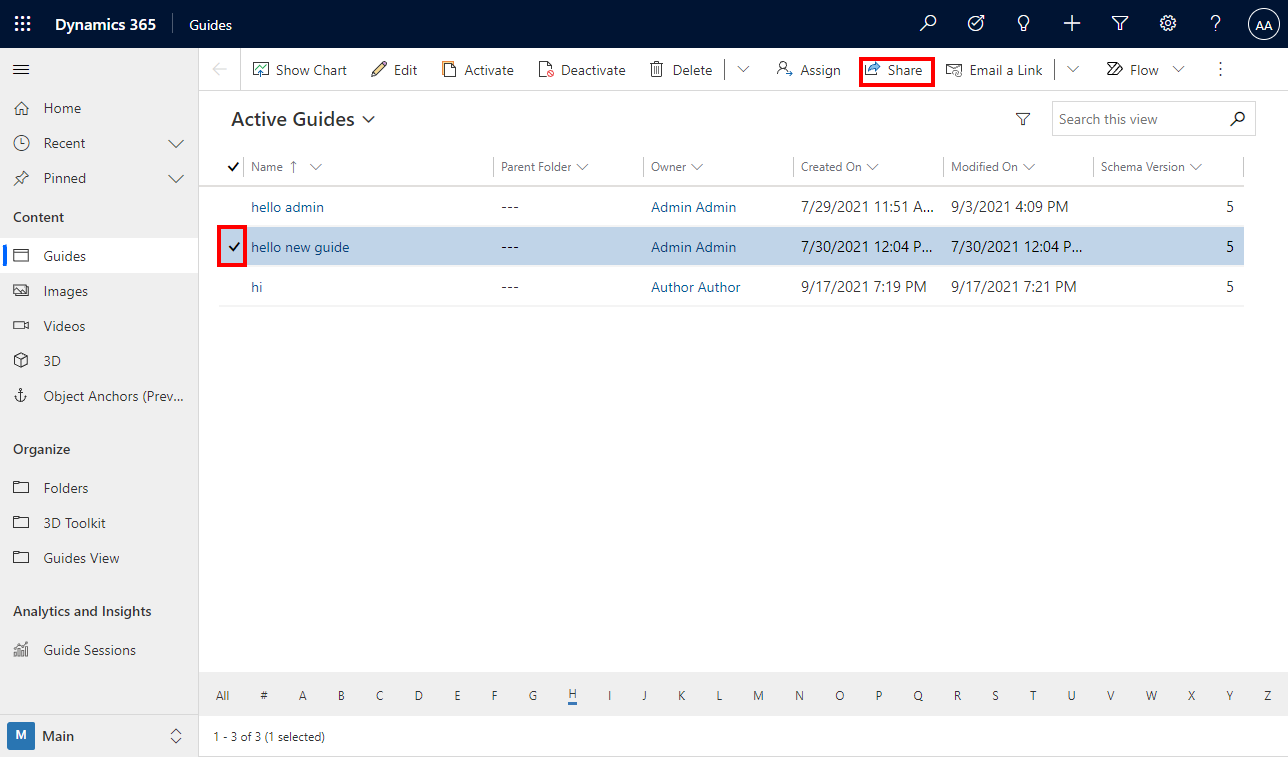 Dynamics 365 Guides AA
Show Chart Edit Activate Deactivate Delete Assign Share Email a Link Flow
Home
Recent
Pinned
Content
Guides
Images
Videos
3D
Object Anchors (Prev...
Organize
Folders
3D Toolkit
Guides View
Analytics and Insights
Guide Sessions
M Main
Active Guides Search this view
Name Parent Folder Owner Created On Modified On Schema Version
hello admin --- Admin Admin 7/29/2021 11:51 A... 9/3/2021 4:09 PM 5
hello new guide --- Admin Admin 7/30/2021 12:04 P... 7/30/2021 12:04 P... 5
hi --- Author Author 9/17/2021 7:19 PM 9/17/2021 7:21 PM 5
All # A B C D E F G H I J K L M N O P Q R S T U V W X Y Z
1 - 3 of 3 (1 selected)